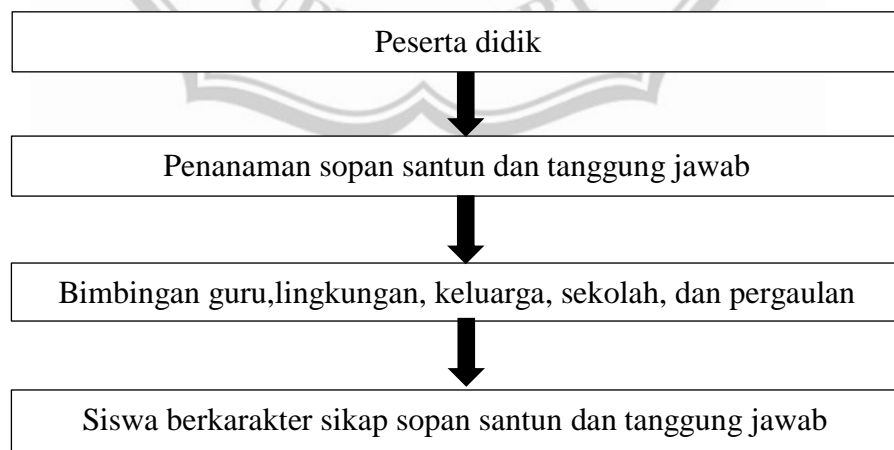 Peserta didik
Penanaman sopan santun dan tanggung jawab
Bimbingan guru,lingkungan, keluarga, sekolah, dan pergaulan
Siswa berkarakter sikap sopan santun dan tanggung jawab